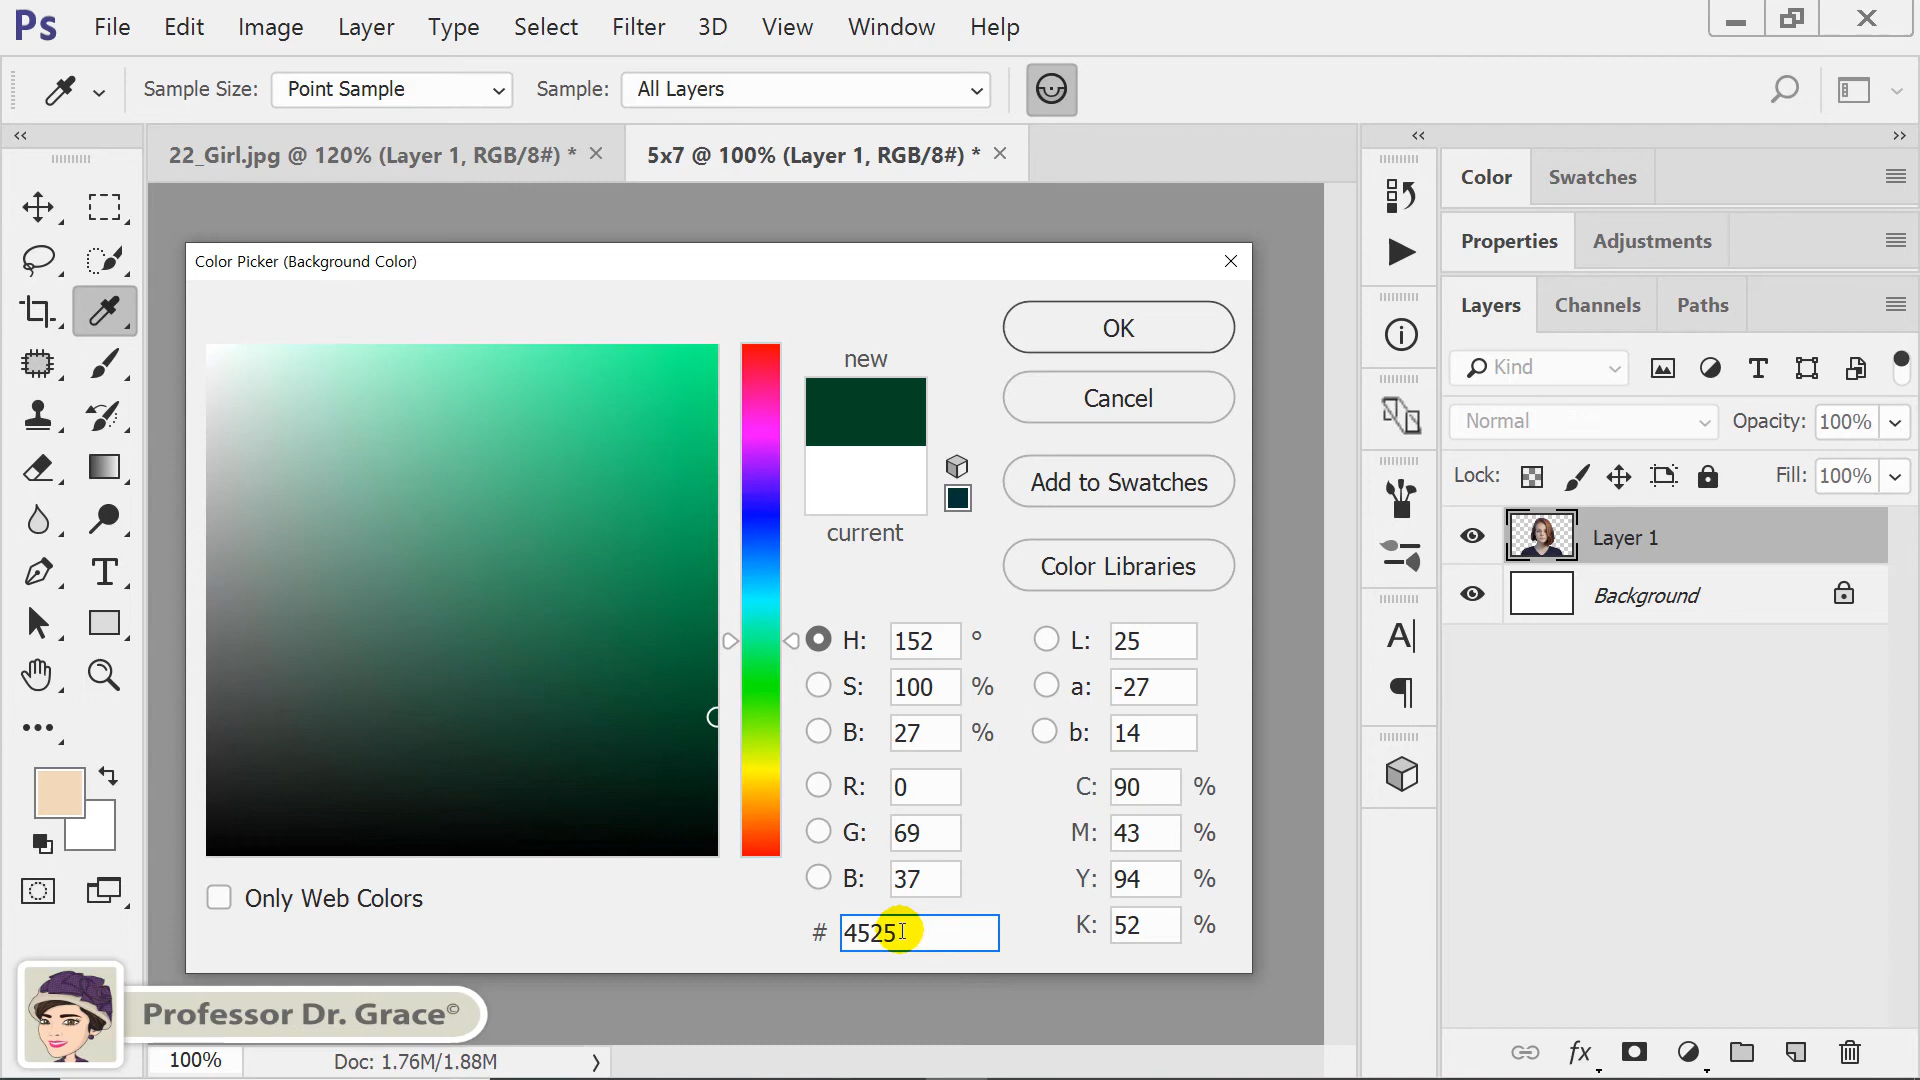 Ps File Edit Image Layer Type Select Filter 3D View Window Help
Sample Size: Point Sample Sample: All Layers
22_Girl.jpg @ 120% (Layer 1, RGB/8#) * 5x7 @ 100% (Layer 1, RGB/8#) *
Color Swatches
Properties Adjustments
Layers Channels Paths
Kind
Normal Opacity: 100%
Lock: Fill: 100%
Layer 1
Background
Color Picker (Background Color)
OK
new
Cancel
Add to Swatches
current
Color Libraries
H: 152 ° L: 25
S: 100 % a: -27
B: 27 % b: 14
R: 0 C: 90 %
G: 69 M: 43 %
B: 37 Y: 94 %
# 4525 K: 52 %
Only Web Colors
Professor Dr. Grace©
100% Doc: 1.76M/1.88M
fx